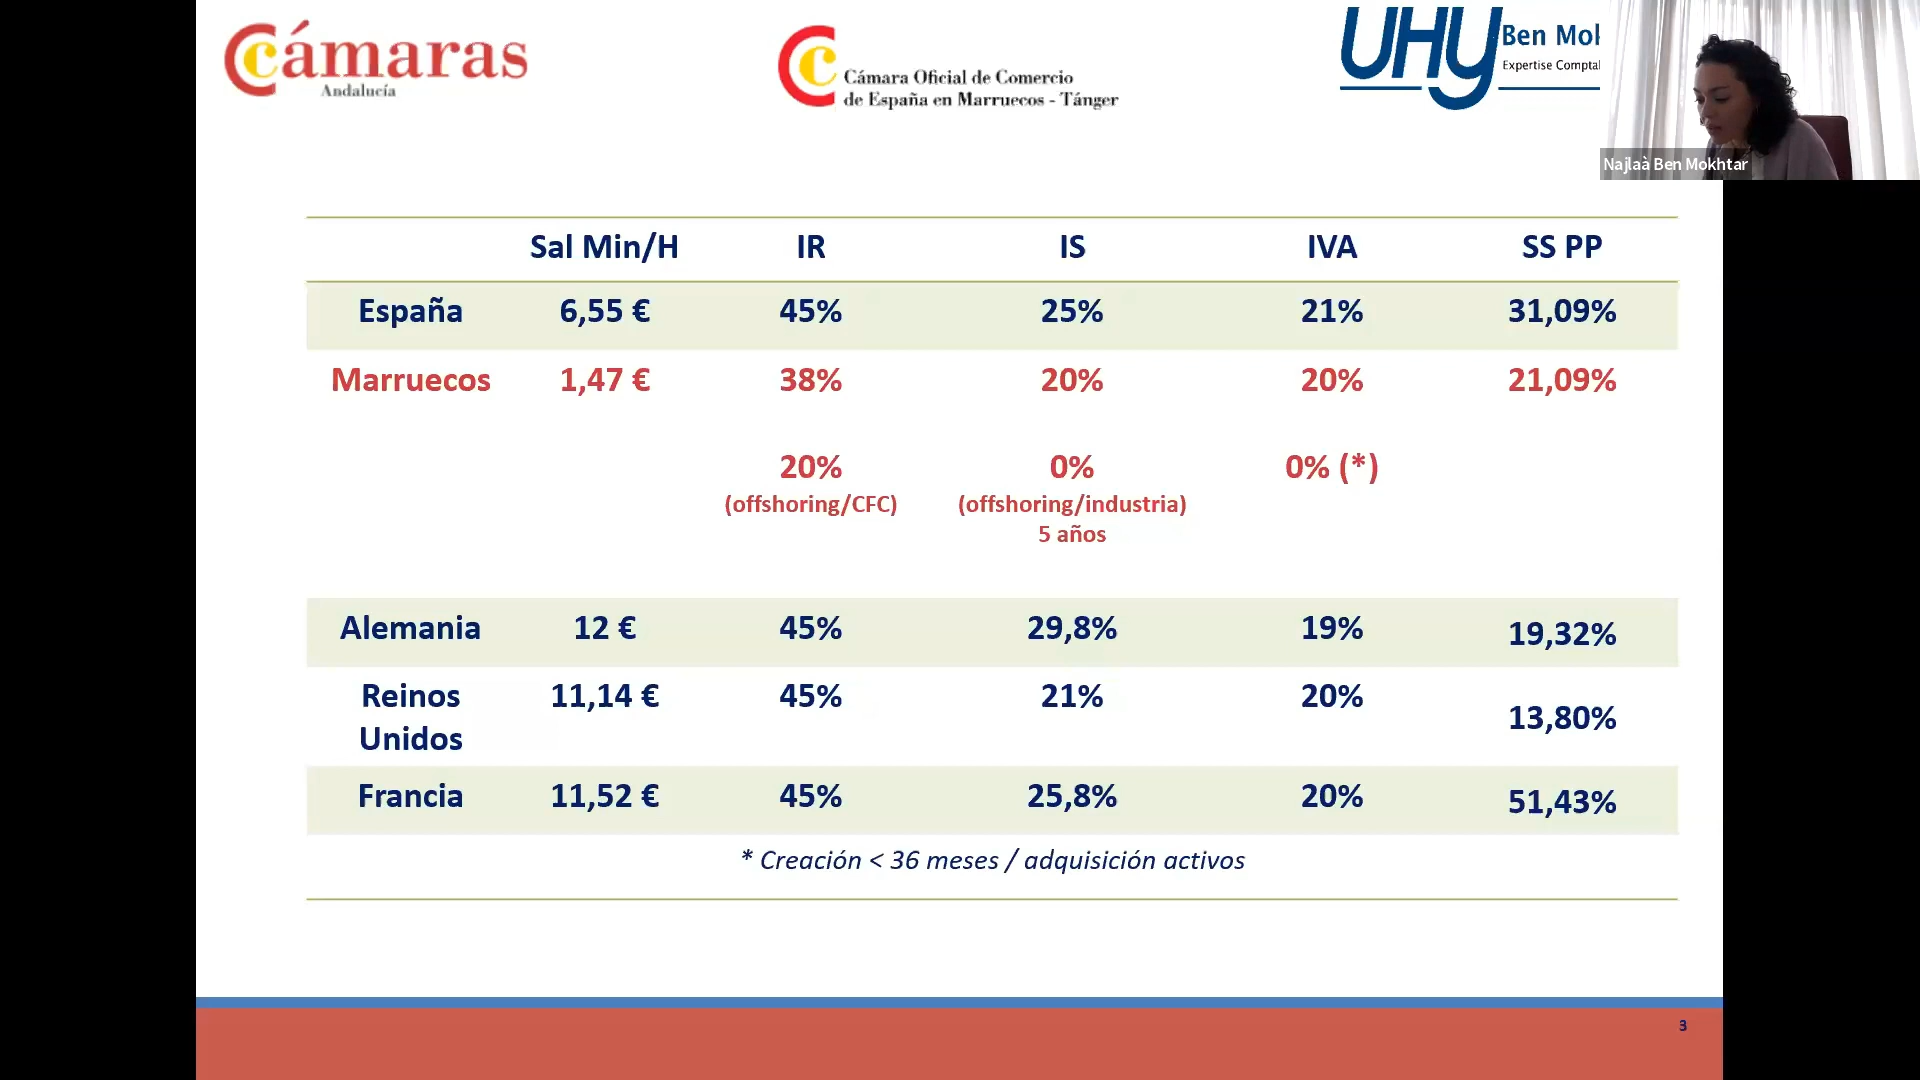 Cámaras
Andalucía
Cámara Oficial de Comercio
de España en Marruecos - Tánger
UHY Ben
Expertise
Najlaà Ben Mokhtar
Sal Min/H IR IS IVA SS PP
España 6,55 € 45% 25% 21% 31,09%
Marruecos 1,47 € 38% 20% 20% 21,09%
20% 0% 0% (*)
(offshoring/CFC) (offshoring/industria)
5 años
Alemania 12 € 45% 29,8% 19% 19,32%
Reinos 11,14 € 45% 21% 20% 13,80%
Unidos
Francia 11,52 € 45% 25,8% 20% 51,43%
* Creación < 36 meses / adquisición activos
3